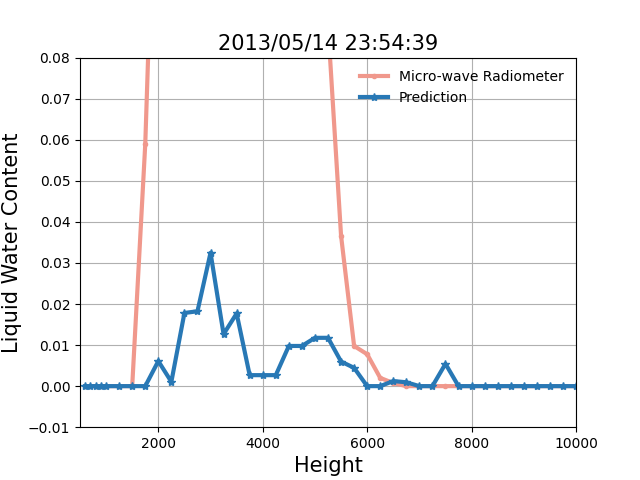 2013/05/14 23:54:39
Micro-wave Radiometer
Prediction
Liquid Water Content
0.08
0.07
0.06
0.05
0.04
0.03
0.02
0.01
0.00
−0.01
2000 4000 6000 8000 10000
Height